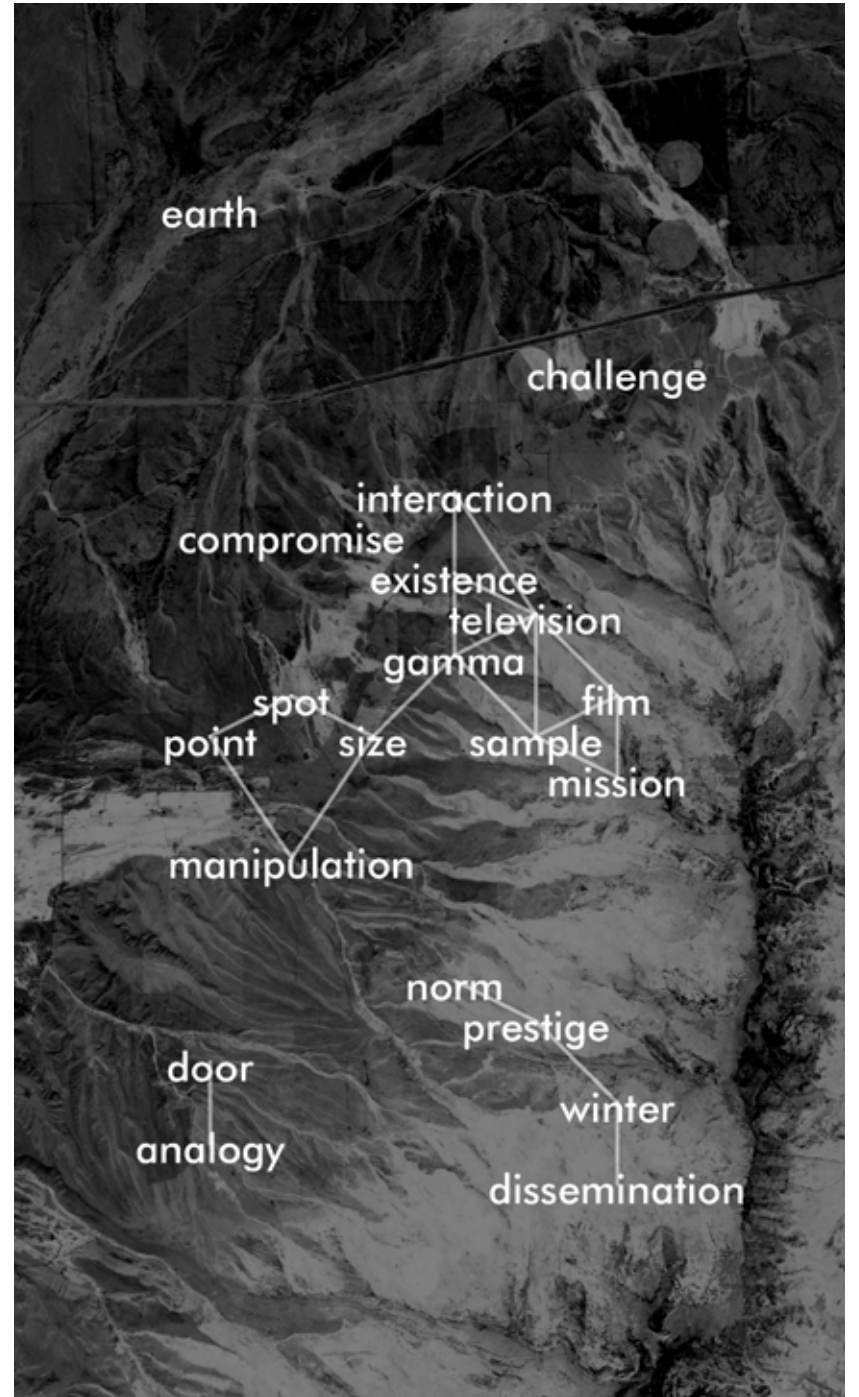 earth
challenge
interaction
compromise
existence
television
gamma
spot
film
point
size
sample
mission
manipulation
norm
prestige
door
winter
analogy
dissemination